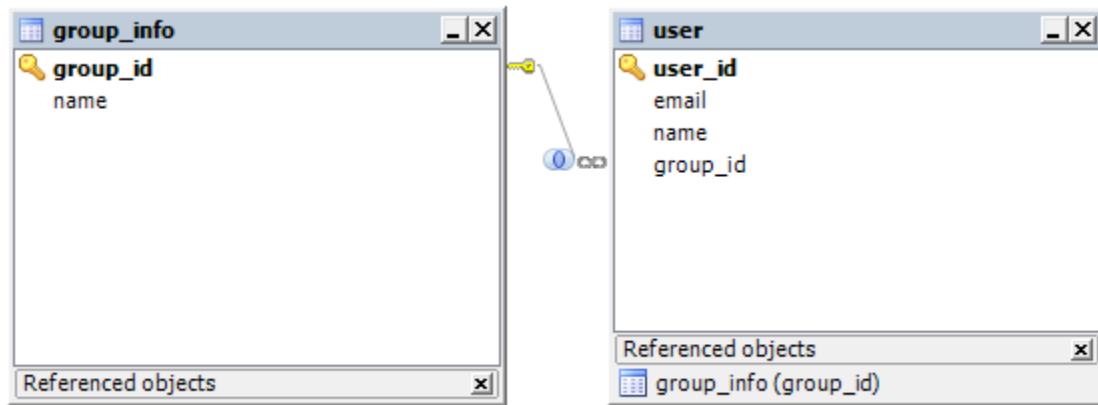 group_info
group_id
name
Referenced objects
user
user_id
email
name
group_id
Referenced objects
group_info (group_id)